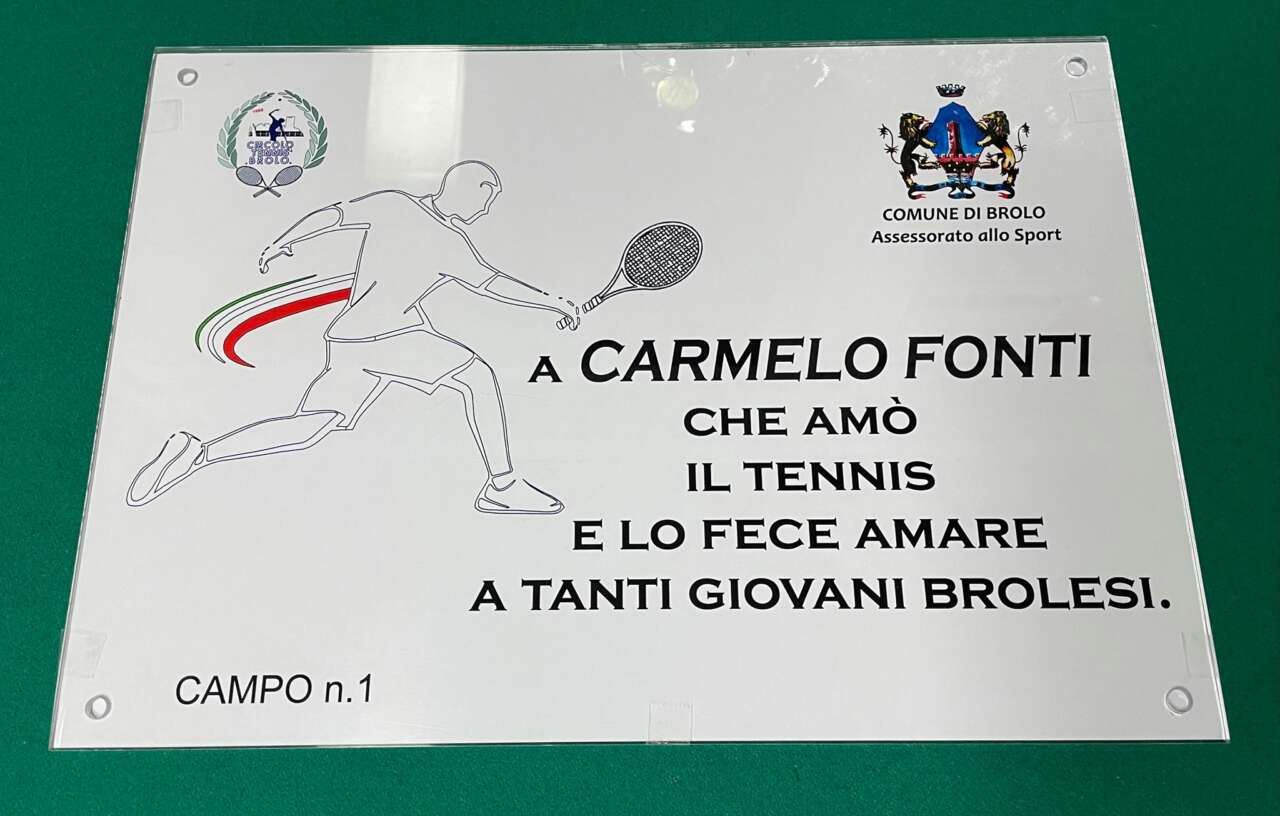 CIRCOLO
TENNIS
BROLO
COMUNE DI BROLO
Assessorato allo Sport
A CARMELO FONTI
CHE AMÒ
IL TENNIS
E LO FECE AMARE
A TANTI GIOVANI BROLESI.
CAMPO n.1